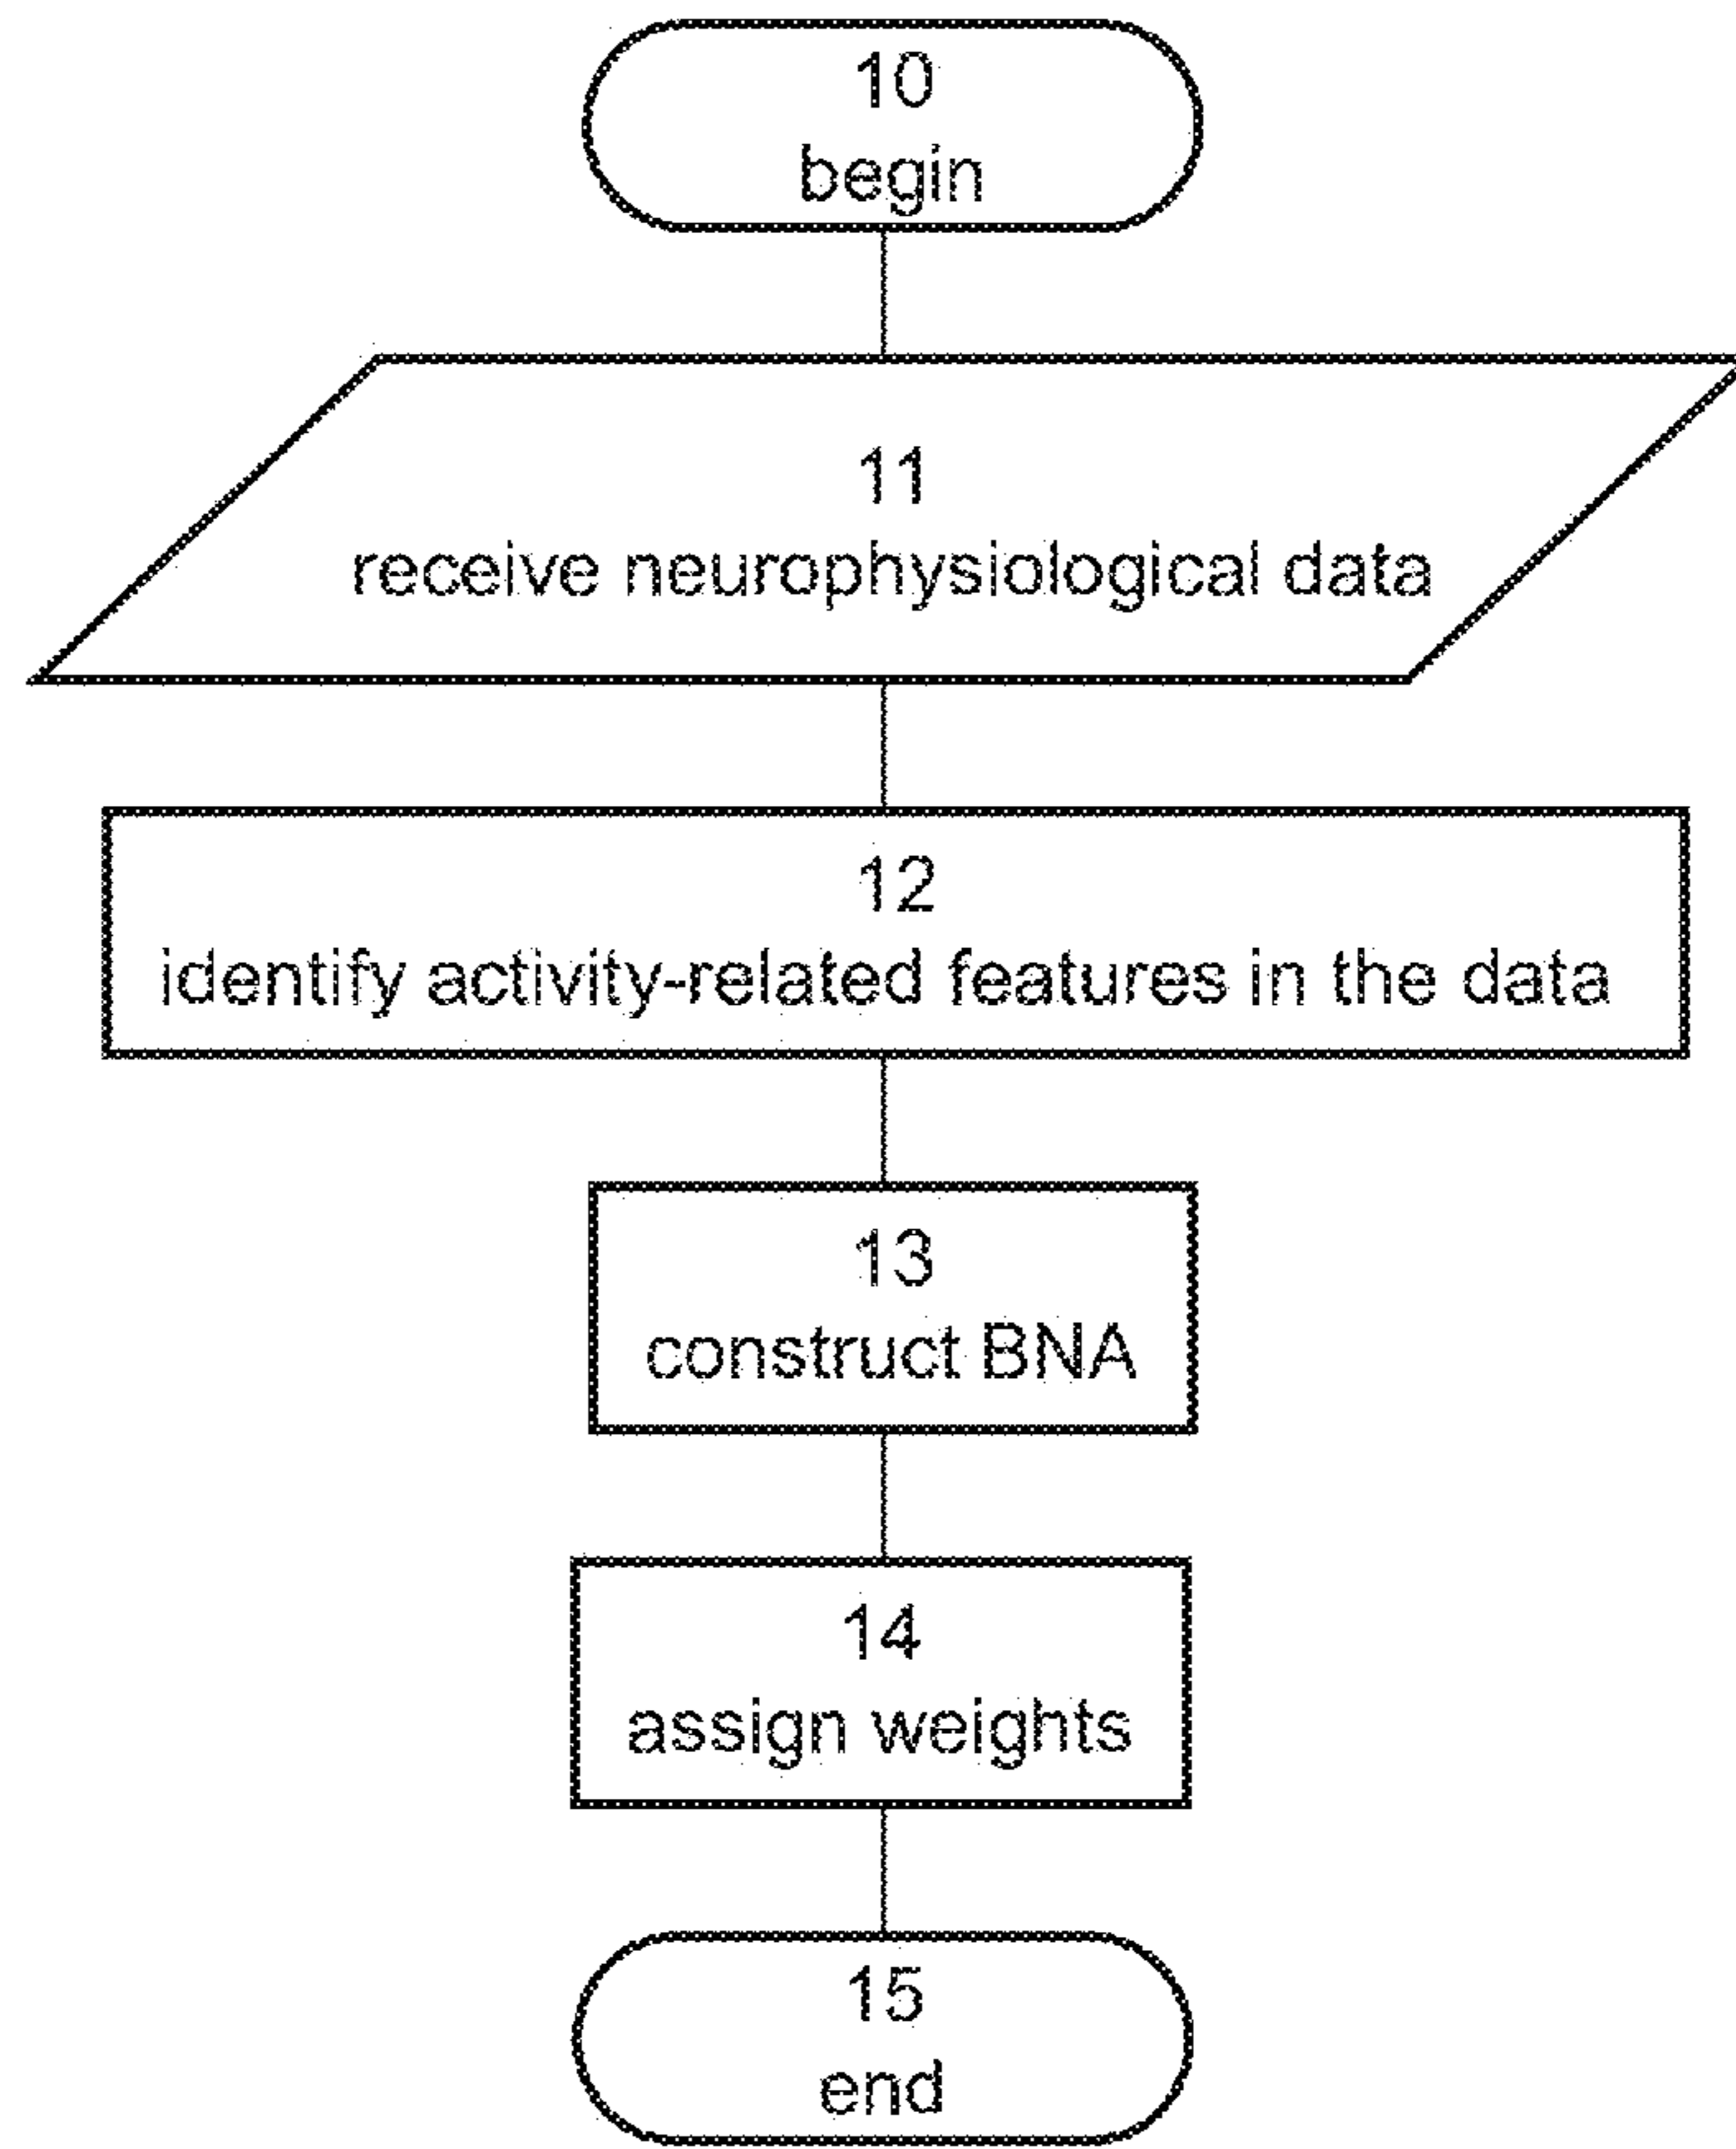 10
begin
11
receive neurophysiological data
12
identify activity-related features in the data
13
construct BNA
14
assign weights
15
end